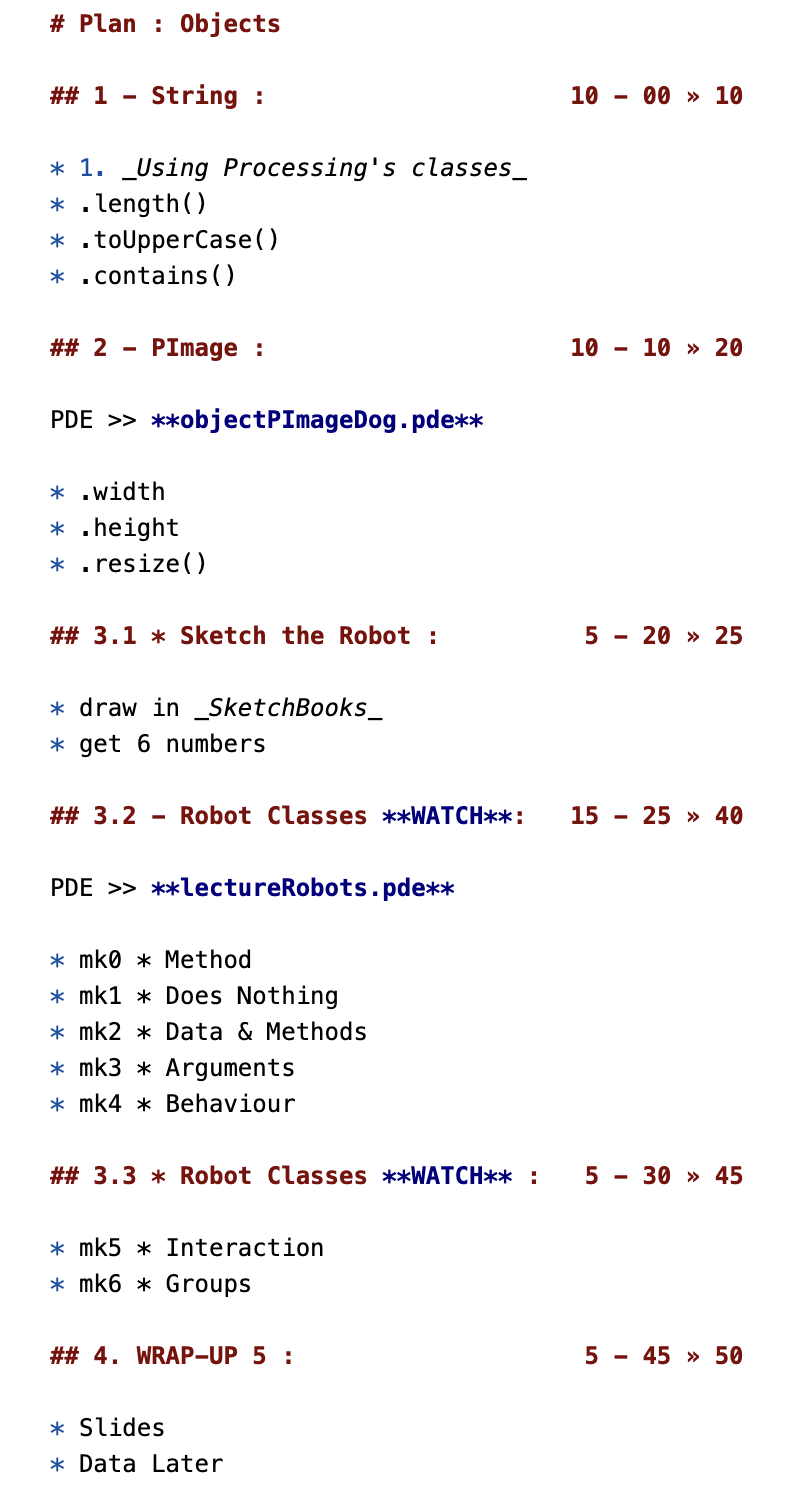 # Plan : Objects
## 1 – String : 10 – 00 » 10
* 1. _Using Processing's classes_
* .length()
* .toUpperCase()
* .contains()
## 2 – PImage : 10 – 10 » 20
PDE >> **objectPImageDog.pde**
* .width
* .height
* .resize()
## 3.1 * Sketch the Robot : 5 – 20 » 25
* draw in _SketchBooks_
* get 6 numbers
## 3.2 – Robot Classes **WATCH**: 15 – 25 » 40
PDE >> **lectureRobots.pde**
* mk0 * Method
* mk1 * Does Nothing
* mk2 * Data & Methods
* mk3 * Arguments
* mk4 * Behaviour
## 3.3 * Robot Classes **WATCH** : 5 – 30 » 45
* mk5 * Interaction
* mk6 * Groups
## 4. WRAP–UP 5 : 5 – 45 » 50
* Slides
* Data Later